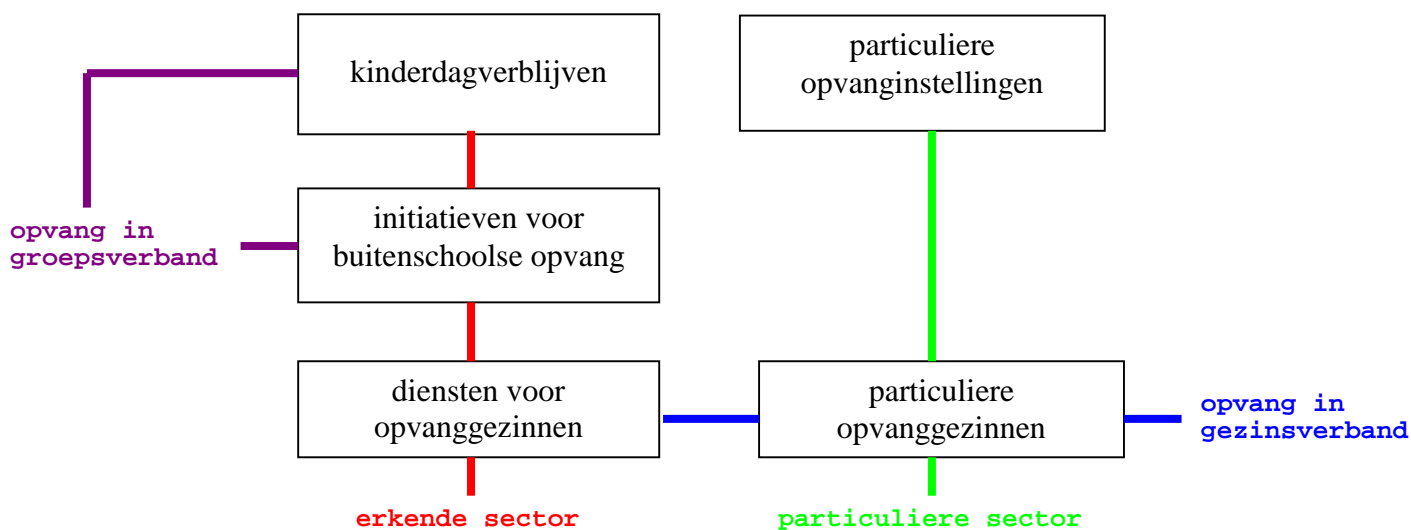 kinderdagverblijven
particuliere
opvanginstellingen
opvang in
groepsverband
initiatieven voor
buitenschoolse opvang
diensten voor
opvanggezinnen
particuliere
opvanggezinnen
opvang in
gezinsverband
erkende sector
particuliere sector